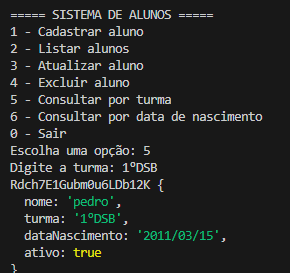 ===== SISTEMA DE ALUNOS =====
1 - Cadastrar aluno
2 - Listar alunos
3 - Atualizar aluno
4 - Excluir aluno
5 - Consultar por turma
6 - Consultar por data de nascimento
0 - Sair
Escolha uma opção: 5
Digite a turma: 1ºDSB
Rdch7E1Gubm0u6LDb12K {
  nome: 'pedro',
  turma: '1ºDSB',
  dataNascimento: '2011/03/15',
  ativo: true
}